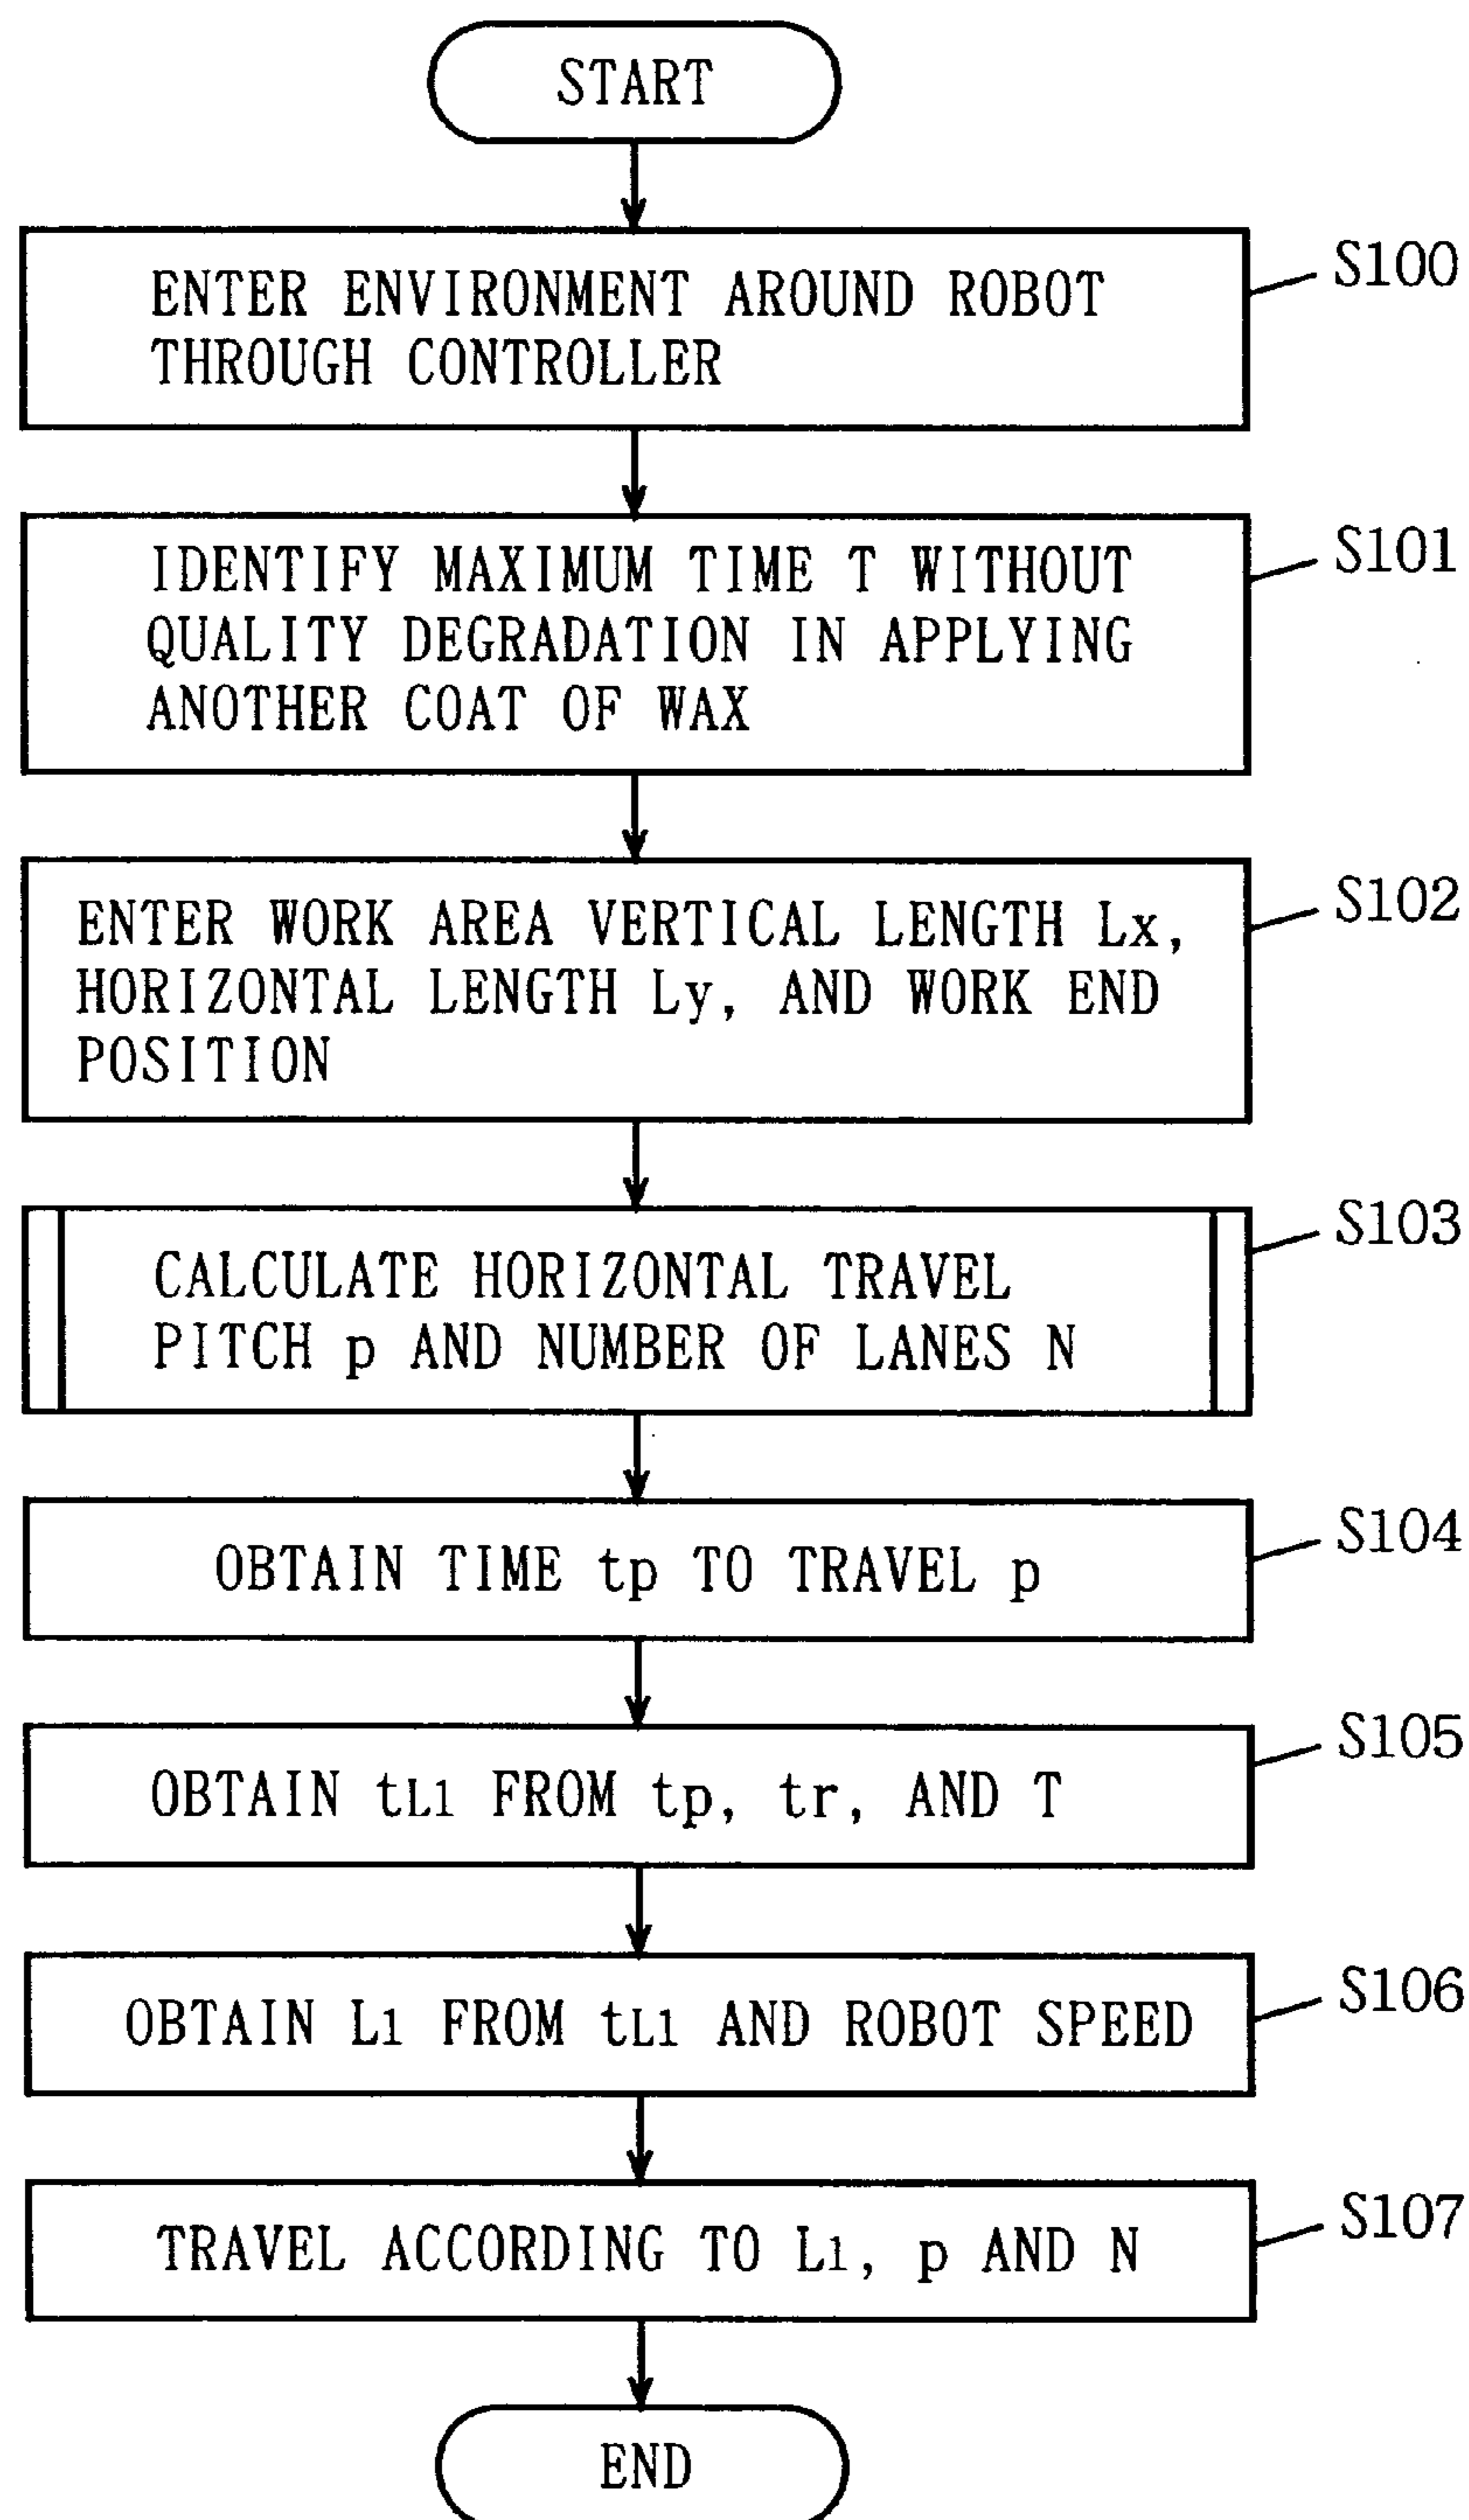 START
ENTER ENVIRONMENT AROUND ROBOT
THROUGH CONTROLLER
S100
IDENTIFY MAXIMUM TIME T WITHOUT
QUALITY DEGRADATION IN APPLYING
ANOTHER COAT OF WAX
S101
ENTER WORK AREA VERTICAL LENGTH Lx,
HORIZONTAL LENGTH Ly, AND WORK END
POSITION
S102
CALCULATE HORIZONTAL TRAVEL
PITCH p AND NUMBER OF LANES N
S103
OBTAIN TIME tp TO TRAVEL p
S104
OBTAIN tL1 FROM tp, tr, AND T
S105
OBTAIN L1 FROM tL1 AND ROBOT SPEED
S106
TRAVEL ACCORDING TO L1, p AND N
S107
END